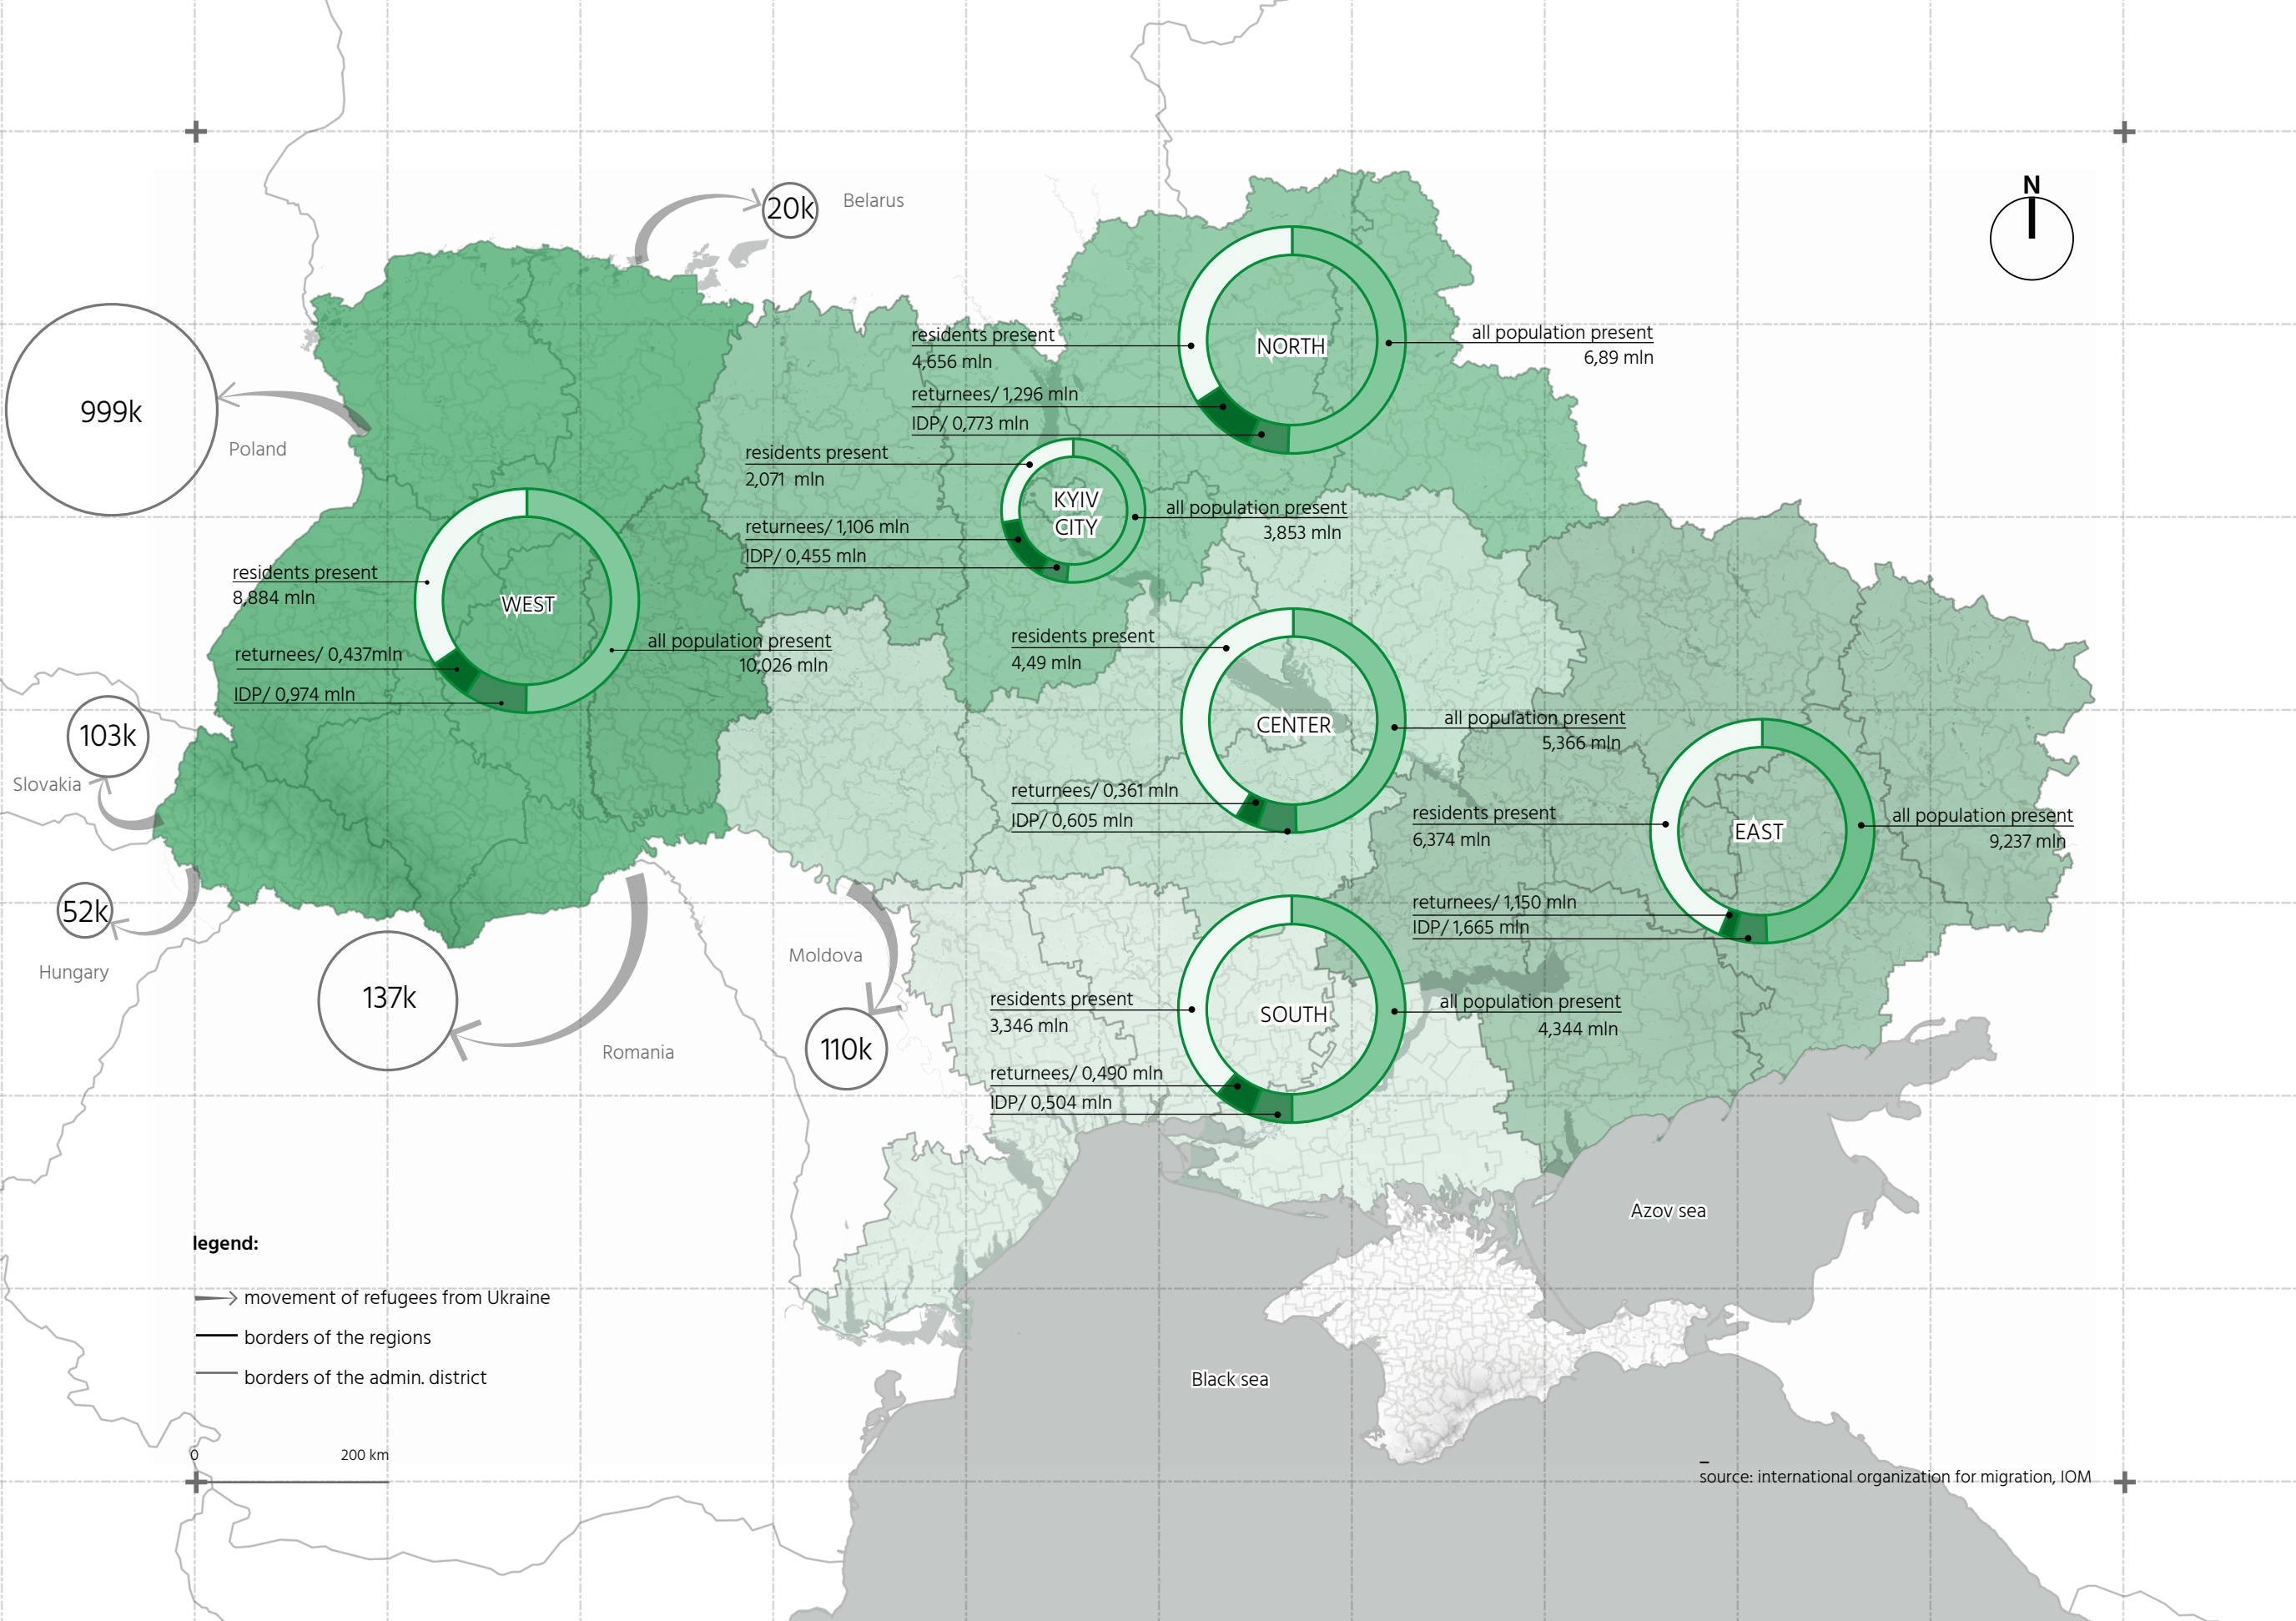 N
20k
Belarus
999k
Poland
residents present
4,656 mln
returnees/ 1,296 mln
IDP/ 0,773 mln
NORTH
all population present
6,89 mln
residents present
2,071 mln
returnees/ 1,106 mln
IDP/ 0,455 mln
KYIV
CITY
all population present
3,853 mln
residents present
8,884 mln
returnees/ 0,437mln
IDP/ 0,974 mln
WEST
all population present
10,026 mln
residents present
4,49 mln
returnees/ 0,361 mln
IDP/ 0,605 mln
CENTER
all population present
5,366 mln
103k
Slovakia
residents present
6,374 mln
returnees/ 1,150 mln
IDP/ 1,665 mln
EAST
all population present
9,237 mln
52k
Hungary
137k
Romania
Moldova
110k
residents present
3,346 mln
returnees/ 0,490 mln
IDP/ 0,504 mln
SOUTH
all population present
4,344 mln
Azov sea
Black sea
legend:
movement of refugees from Ukraine
borders of the regions
borders of the admin. district
0 200 km
source: international organization for migration, IOM